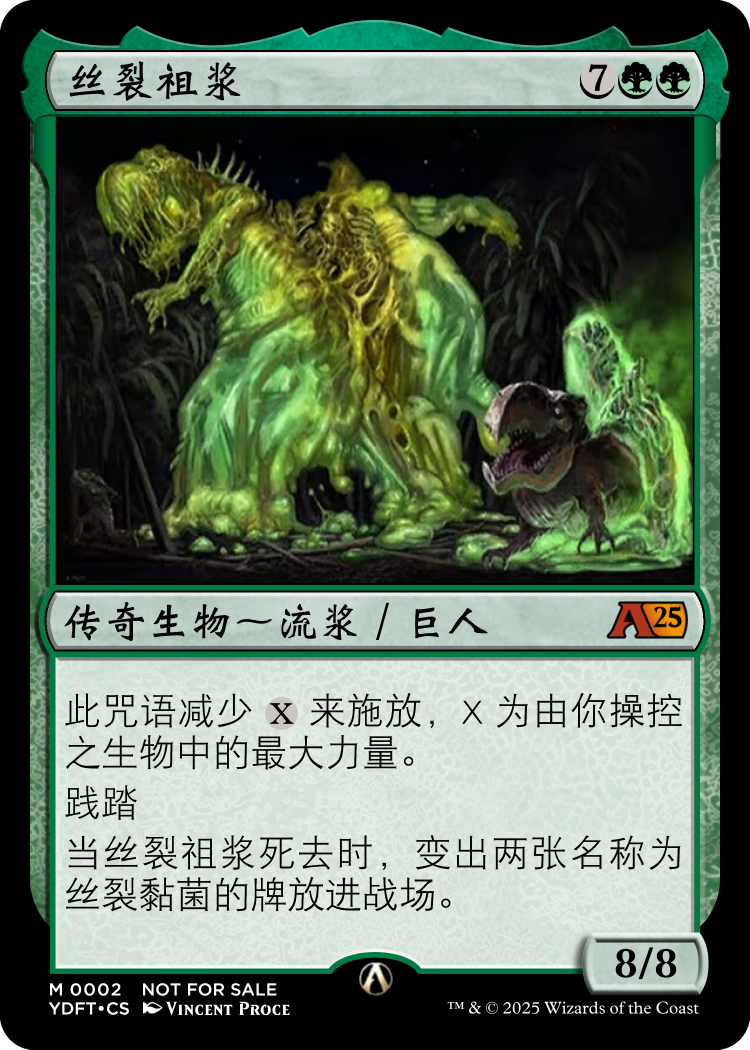 丝裂祖浆 7
传奇生物～流浆 / 巨人 A25
此咒语减少 X 来施放，X 为由你操控
之生物中的最大力量。
践踏
当丝裂祖浆死去时，变出两张名称为
丝裂黏菌的牌放进战场。
8/8
M 0002 NOT FOR SALE
YDFT•CS VINCENT PROCE
™ & © 2025 Wizards of the Coast